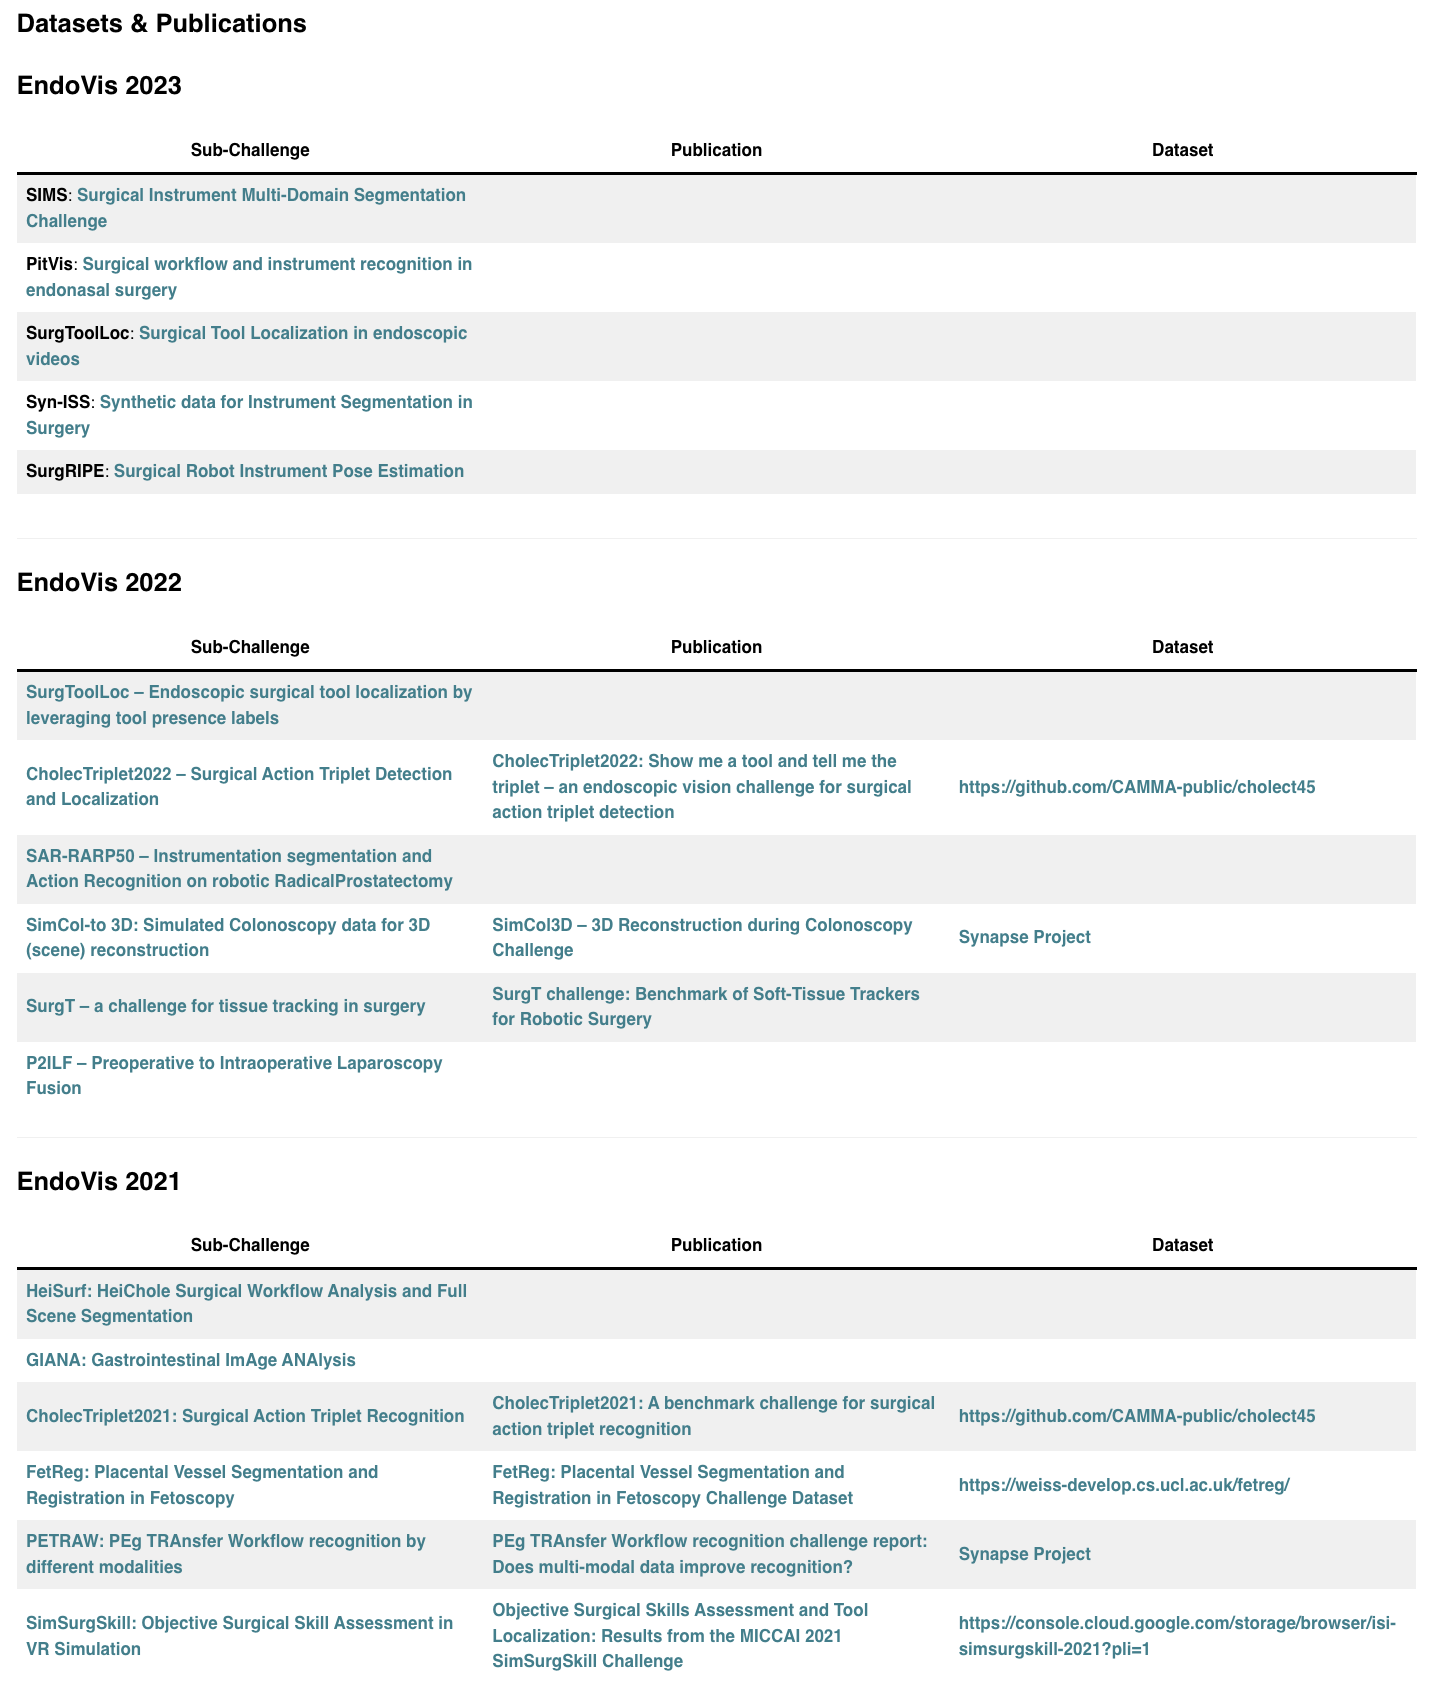 Datasets & Publications
EndoVis 2023
Sub-Challenge Publication Dataset
SIMS: Surgical Instrument Multi-Domain Segmentation
Challenge
PitVis: Surgical workflow and instrument recognition in
endonasal surgery
SurgToolLoc: Surgical Tool Localization in endoscopic
videos
Syn-ISS: Synthetic data for Instrument Segmentation in
Surgery
SurgRIPE: Surgical Robot Instrument Pose Estimation
EndoVis 2022
Sub-Challenge Publication Dataset
SurgToolLoc – Endoscopic surgical tool localization by
leveraging tool presence labels
CholecTriplet2022 – Surgical Action Triplet Detection
and Localization
CholecTriplet2022: Show me a tool and tell me the
triplet – an endoscopic vision challenge for surgical
action triplet detection
https://github.com/CAMMA-public/cholect45
SAR-RARP50 – Instrumentation segmentation and
Action Recognition on robotic RadicalProstatectomy
SimCol-to 3D: Simulated Colonoscopy data for 3D
(scene) reconstruction
SimCol3D – 3D Reconstruction during Colonoscopy
Challenge
Synapse Project
SurgT – a challenge for tissue tracking in surgery
SurgT challenge: Benchmark of Soft-Tissue Trackers
for Robotic Surgery
P2ILF – Preoperative to Intraoperative Laparoscopy
Fusion
EndoVis 2021
Sub-Challenge Publication Dataset
HeiSurf: HeiChole Surgical Workflow Analysis and Full
Scene Segmentation
GIANA: Gastrointestinal ImAge ANAlysis
CholecTriplet2021: Surgical Action Triplet Recognition
CholecTriplet2021: A benchmark challenge for surgical
action triplet recognition
https://github.com/CAMMA-public/cholect45
FetReg: Placental Vessel Segmentation and
Registration in Fetoscopy
FetReg: Placental Vessel Segmentation and
Registration in Fetoscopy Challenge Dataset
https://weiss-develop.cs.ucl.ac.uk/fetreg/
PETRAW: PEg TRAnsfer Workflow recognition by
different modalities
PEg TRAnsfer Workflow recognition challenge report:
Does multi-modal data improve recognition?
Synapse Project
SimSurgSkill: Objective Surgical Skill Assessment in
VR Simulation
Objective Surgical Skills Assessment and Tool
Localization: Results from the MICCAI 2021
SimSurgSkill Challenge
https://console.cloud.google.com/storage/browser/isi-
simsurgskill-2021?pli=1